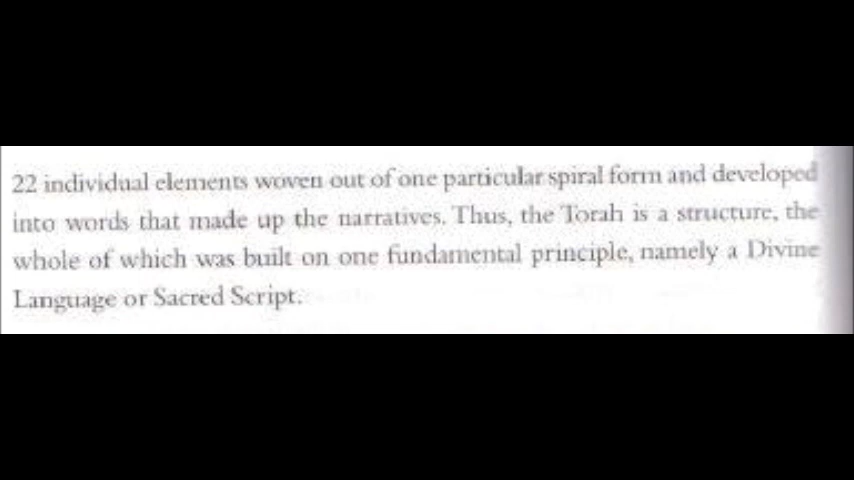 22 individual elements woven out of one particular spiral form and developed
into words that made up the narratives. Thus, the Torah is a structure, the
whole of which was built on one fundamental principle, namely a Divine
Language or Sacred Script.